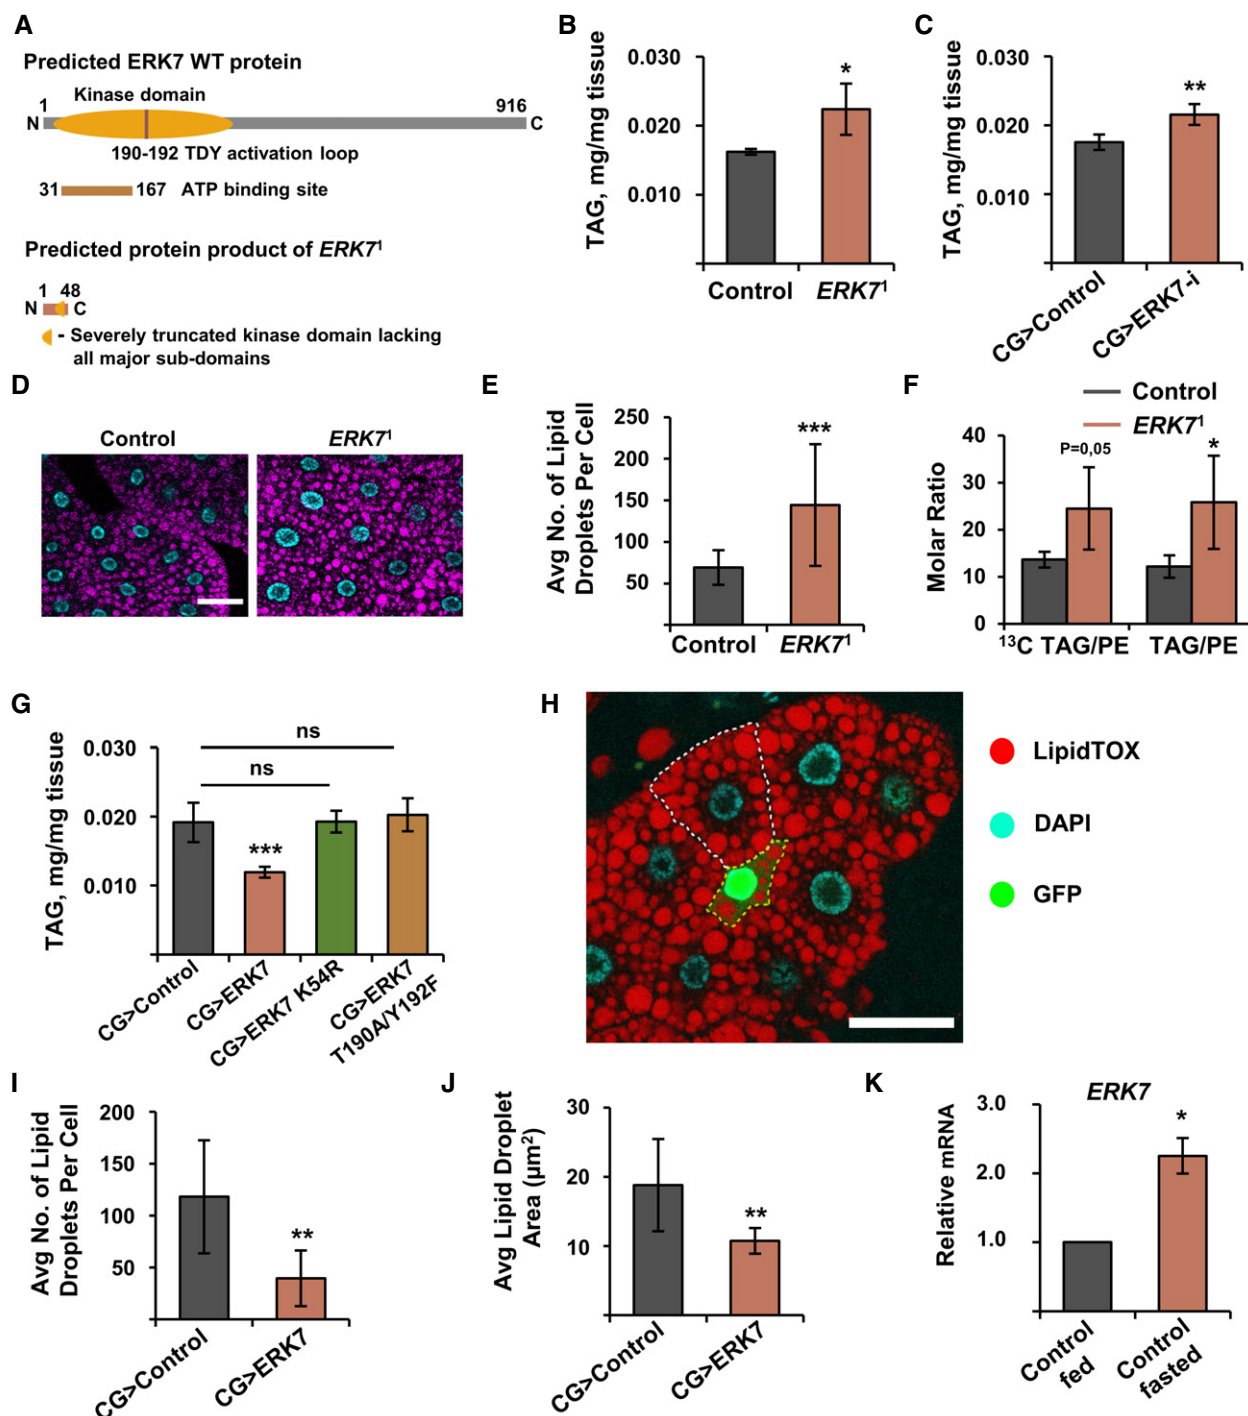 A
Predicted ERK7 WT protein
Kinase domain
1 916
N C
190-192 TDY activation loop
31 167 ATP binding site
Predicted protein product of ERK7¹
1 48
N C
- Severely truncated kinase domain lacking
all major sub-domains
B
TAG, mg/mg tissue
0.030
0.020
0.010
*
Control ERK7¹
C
TAG, mg/mg tissue
0.030
0.020
0.010
**
CG>Control
CG>ERK7-i
D
Control ERK7¹
E
Avg No. of Lipid
Droplets Per Cell
250
200
150
100
50
***
Control ERK7¹
F
Control
ERK7¹
Molar Ratio
40
30
20
10
0
P=0,05
*
¹³C TAG/PE TAG/PE
G
TAG, mg/mg tissue
0.030
0.020
0.010
ns
ns
***
CG>Control
CG>ERK7
CG>ERK7 K54R
CG>ERK7
T190A/Y192F
H
LipidTOX
DAPI
GFP
I
Avg No. of Lipid
Droplets Per Cell
200
150
100
50
**
CG>Control
CG>ERK7
J
Avg Lipid Droplet
Area (µm²)
30
20
10
**
CG>Control
CG>ERK7
K
ERK7
Relative mRNA
3.0
2.0
1.0
*
Control
fed
Control
fasted